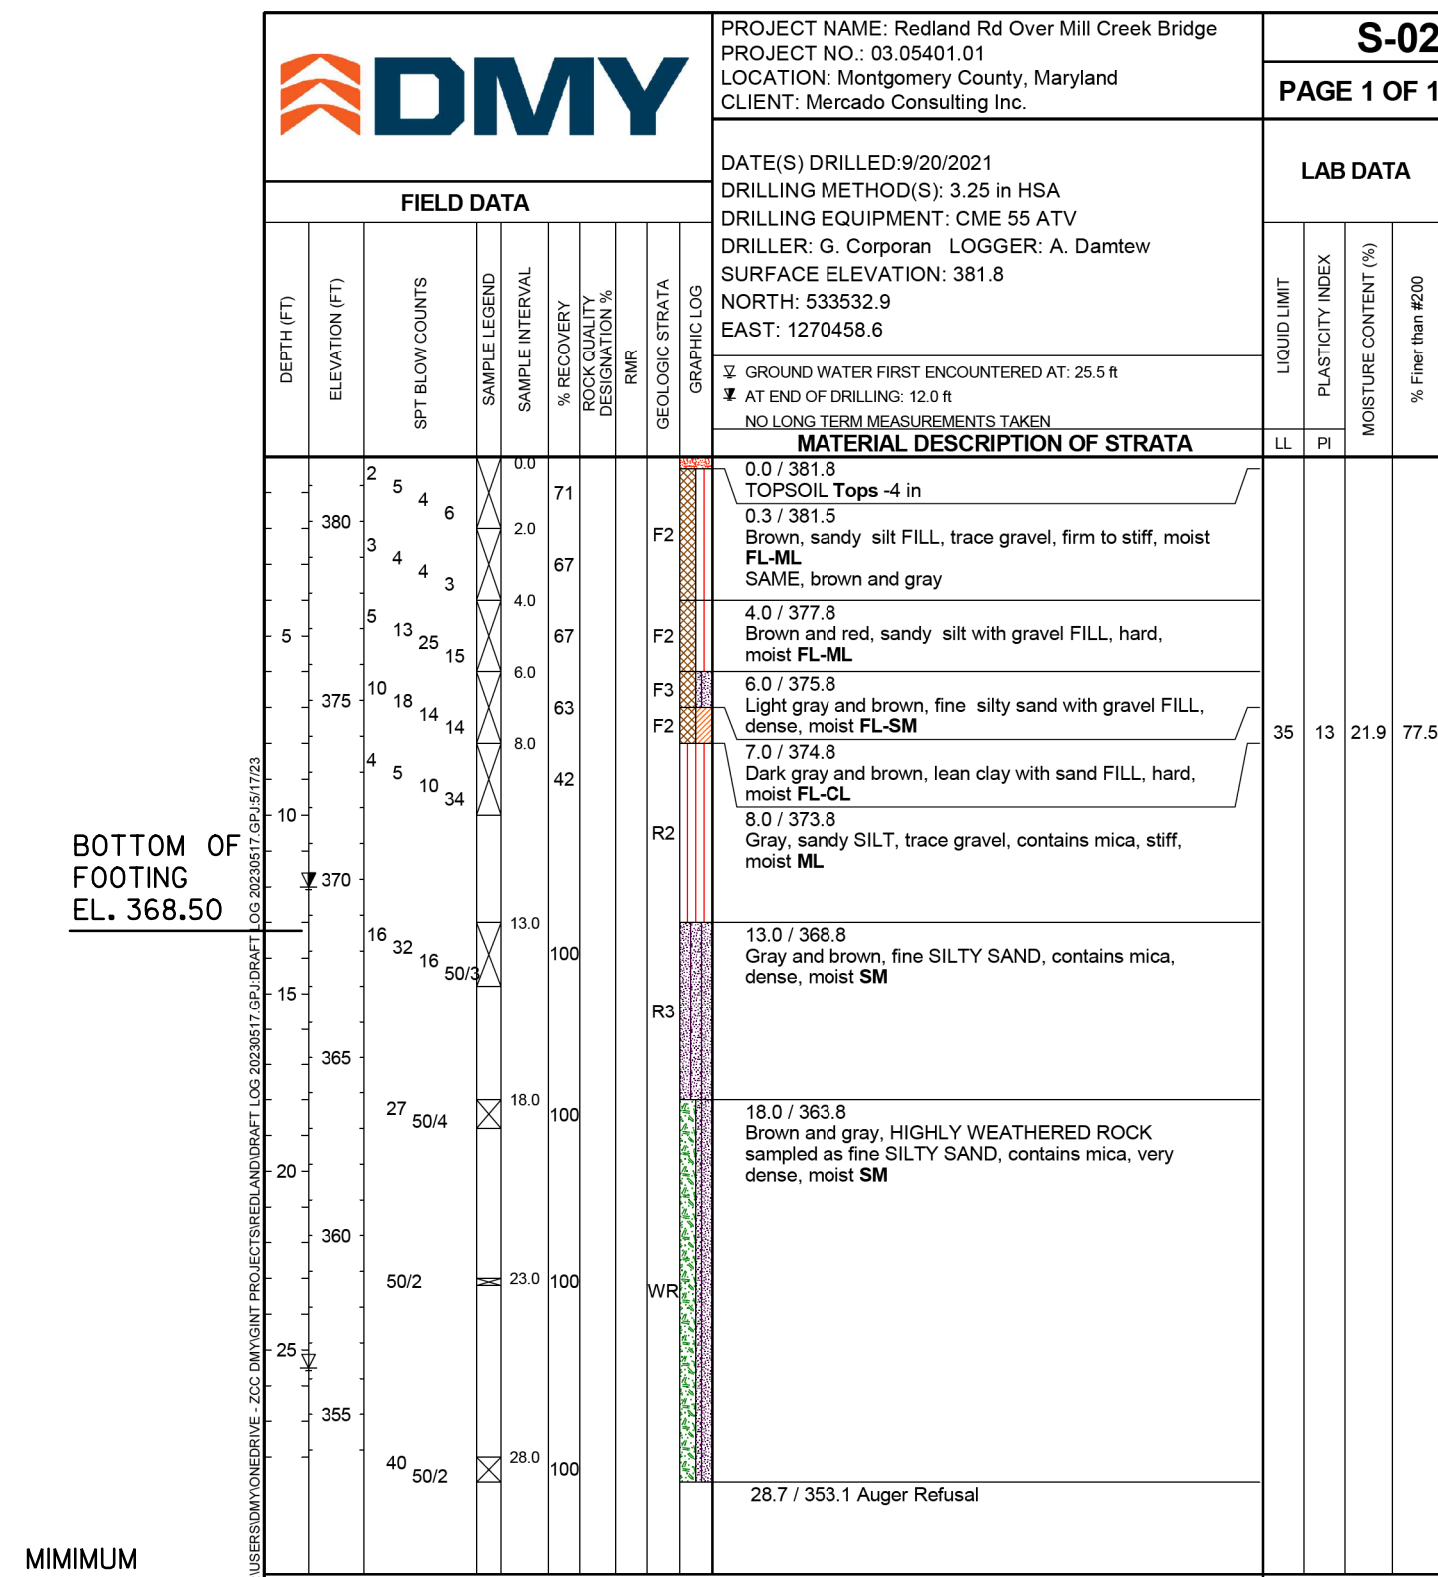 DMY
PROJECT NAME: Redland Rd Over Mill Creek Bridge
PROJECT NO.: 03.05401.01
LOCATION: Montgomery County, Maryland
CLIENT: Mercado Consulting Inc.
S-02
PAGE 1 OF 1
DATE(S) DRILLED:9/20/2021
DRILLING METHOD(S): 3.25 in HSA
DRILLING EQUIPMENT: CME 55 ATV
DRILLER: G. Corporan LOGGER: A. Damtew
SURFACE ELEVATION: 381.8
NORTH: 533532.9
EAST: 1270458.6
GROUND WATER FIRST ENCOUNTERED AT: 25.5 ft
AT END OF DRILLING: 12.0 ft
NO LONG TERM MEASUREMENTS TAKEN
MATERIAL DESCRIPTION OF STRATA
FIELD DATA
LAB DATA
DEPTH (FT)
ELEVATION (FT)
SPT BLOW COUNTS
SAMPLE LEGEND
SAMPLE INTERVAL
% RECOVERY
ROCK QUALITY
DESIGNATION %
RMR
GEOLOGIC STRATA
GRAPHIC LOG
LIQUID LIMIT
PLASTICITY INDEX
MOISTURE CONTENT (%)
% Finer than #200
LL PI
5
10
15
20
25
380
375
370
365
360
355
2 5 4 6
3 4 4 3
5 13 25 15
10 18 14 14
4 5 10 34
16 32 16 50/3
27 50/4
50/2
40 50/2
0.0
2.0
4.0
6.0
8.0
13.0
18.0
23.0
28.0
71
67
67
63
42
100
100
100
100
F2
F2
F3
F2
R2
R3
WR
0.0 / 381.8
TOPSOIL Tops -4 in
0.3 / 381.5
Brown, sandy silt FILL, trace gravel, firm to stiff, moist
FL-ML
SAME, brown and gray
4.0 / 377.8
Brown and red, sandy silt with gravel FILL, hard,
moist FL-ML
6.0 / 375.8
Light gray and brown, fine silty sand with gravel FILL,
dense, moist FL-SM
7.0 / 374.8
Dark gray and brown, lean clay with sand FILL, hard,
moist FL-CL
8.0 / 373.8
Gray, sandy SILT, trace gravel, contains mica, stiff,
moist ML
13.0 / 368.8
Gray and brown, fine SILTY SAND, contains mica,
dense, moist SM
18.0 / 363.8
Brown and gray, HIGHLY WEATHERED ROCK
sampled as fine SILTY SAND, contains mica, very
dense, moist SM
28.7 / 353.1 Auger Refusal
35 13 21.9 77.5
BOTTOM OF
FOOTING
EL. 368.50
\USERS\DMY\ONEDRIVE - ZCC DMY\GINT PROJECTS\REDLAND\DRAFT LOG 20230517.GPJ:DRAFT LOG 20230517.GPJ:5/17/23
MIMIMUM